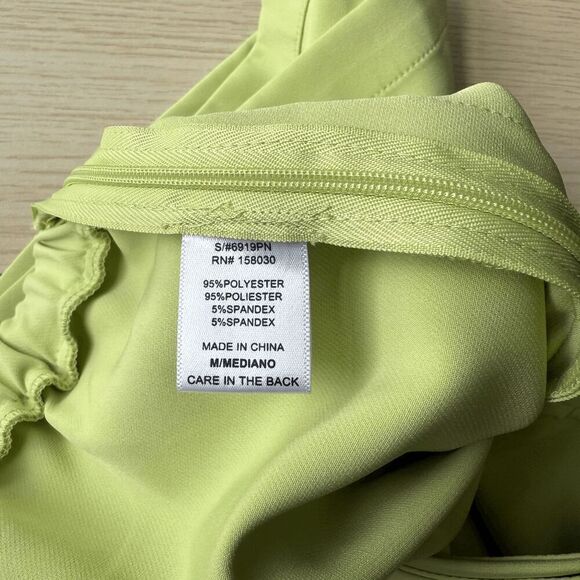 S/#6919PN
RN# 158030
95%POLYESTER
95%POLIESTER
5%SPANDEX
5%SPANDEX
MADE IN CHINA
M/MEDIANO
CARE IN THE BACK